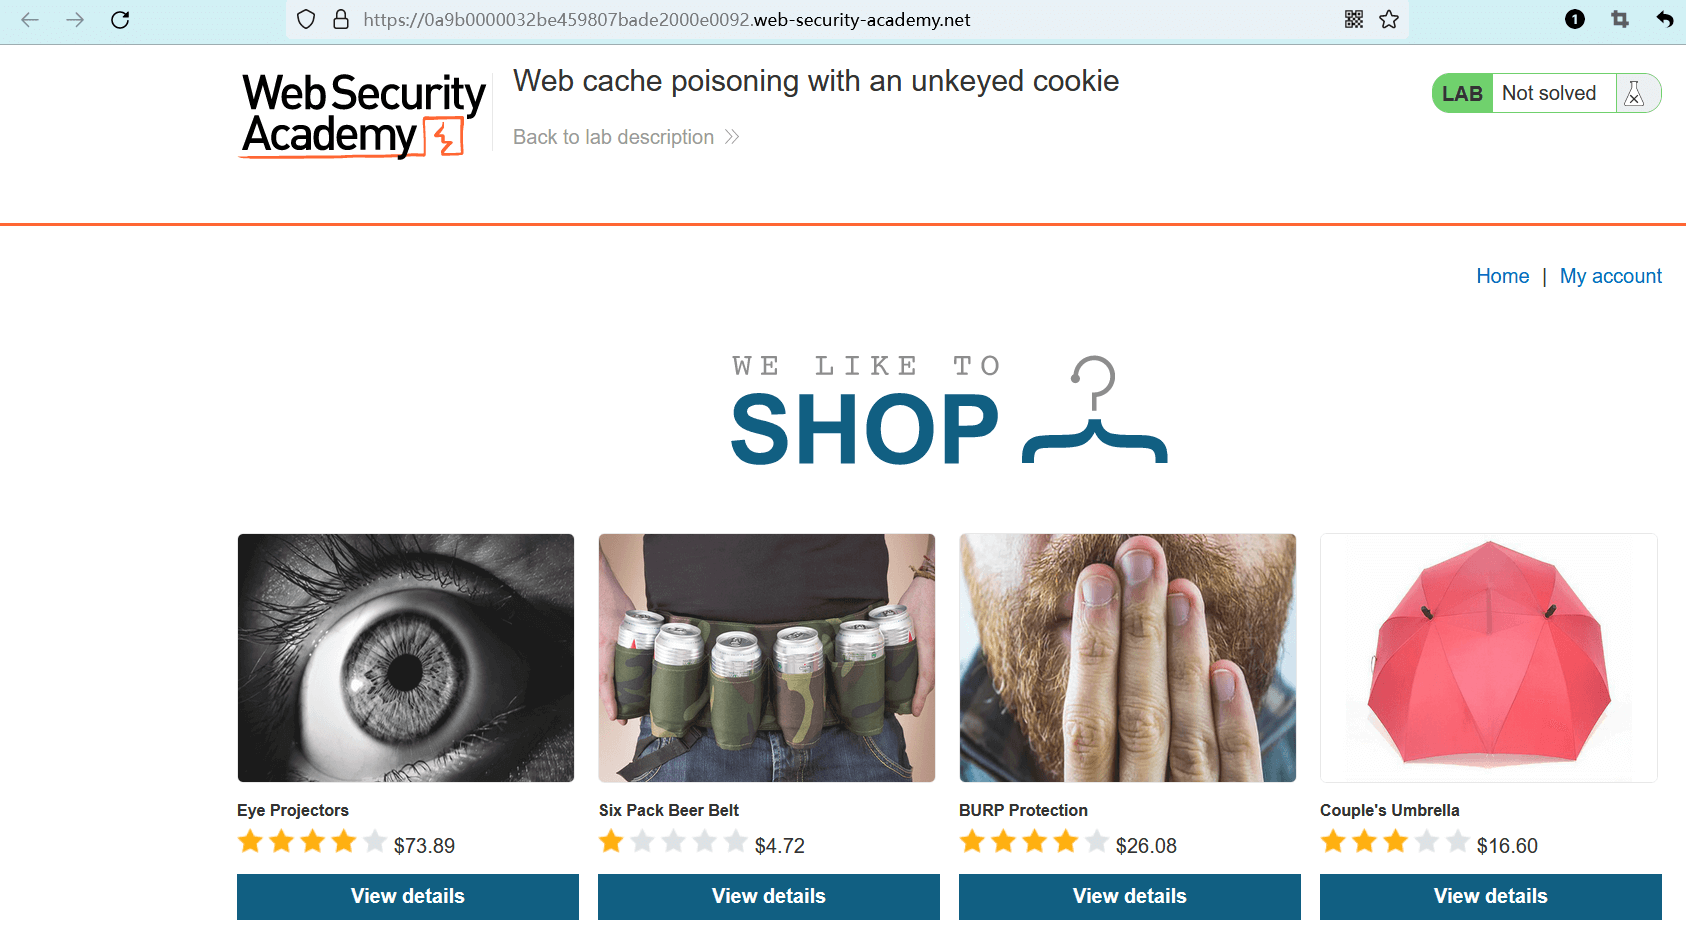 https://0a9b0000032be459807bade2000e0092.web-security-academy.net
1
Web Security
Academy
Web cache poisoning with an unkeyed cookie
Back to lab description
LAB Not solved
Home | My account
WE LIKE TO
SHOP
Eye Projectors
$73.89
View details
Six Pack Beer Belt
$4.72
View details
BURP Protection
$26.08
View details
Couple's Umbrella
$16.60
View details